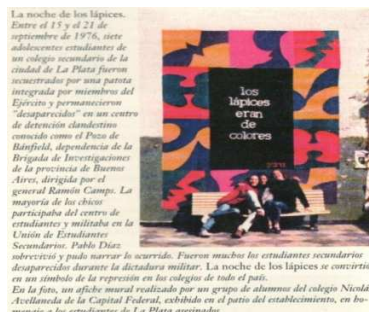 La noche de los lápices.
Entre el 15 y el 21 de
septiembre de 1976, siete
adolescentes estudiantes de
un colegio secundario de la
ciudad de La Plata fueron
secuestrados por una patota
integrada por miembros del
Ejército y permanecieron
"desaparecidos" en un centro
de detención clandestino
conocido como el Pozo de
Bánfield, dependencia de la
Brigada de Investigaciones
de la provincia de Buenos
Aires, dirigida por el
general Ramón Camps. La
mayoría de los chicos
participaba del centro de
estudiantes y militaba en la
Unión de Estudiantes
Secundarios. Pablo Díaz
sobrevivió y pudo narrar lo ocurrido. Fueron muchos los estudiantes secundarios
desaparecidos durante la dictadura militar. La noche de los lápices se convirtió
en un símbolo de la represión en los colegios de todo el país.
En la foto, un afiche mural realizado por un grupo de alumnos del colegio Nicolá
Avellaneda de la Capital Federal, exhibido en el patio del establecimiento, en ho-
menaje a los estudiantes de La Plata asesinados.
los
lápices
eran
de
colores